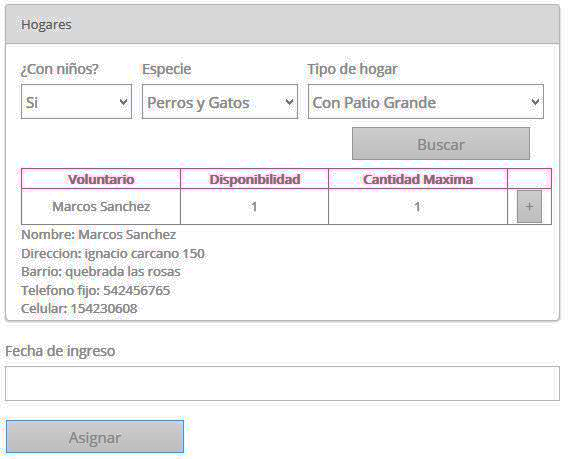 Hogares
¿Con niños? Especie Tipo de hogar
Si Perros y Gatos Con Patio Grande
Buscar
Voluntario Disponibilidad Cantidad Maxima
Marcos Sanchez 1 1 +
Nombre: Marcos Sanchez
Direccion: ignacio carcano 150
Barrio: quebrada las rosas
Telefono fijo: 542456765
Celular: 154230608
Fecha de ingreso
Asignar